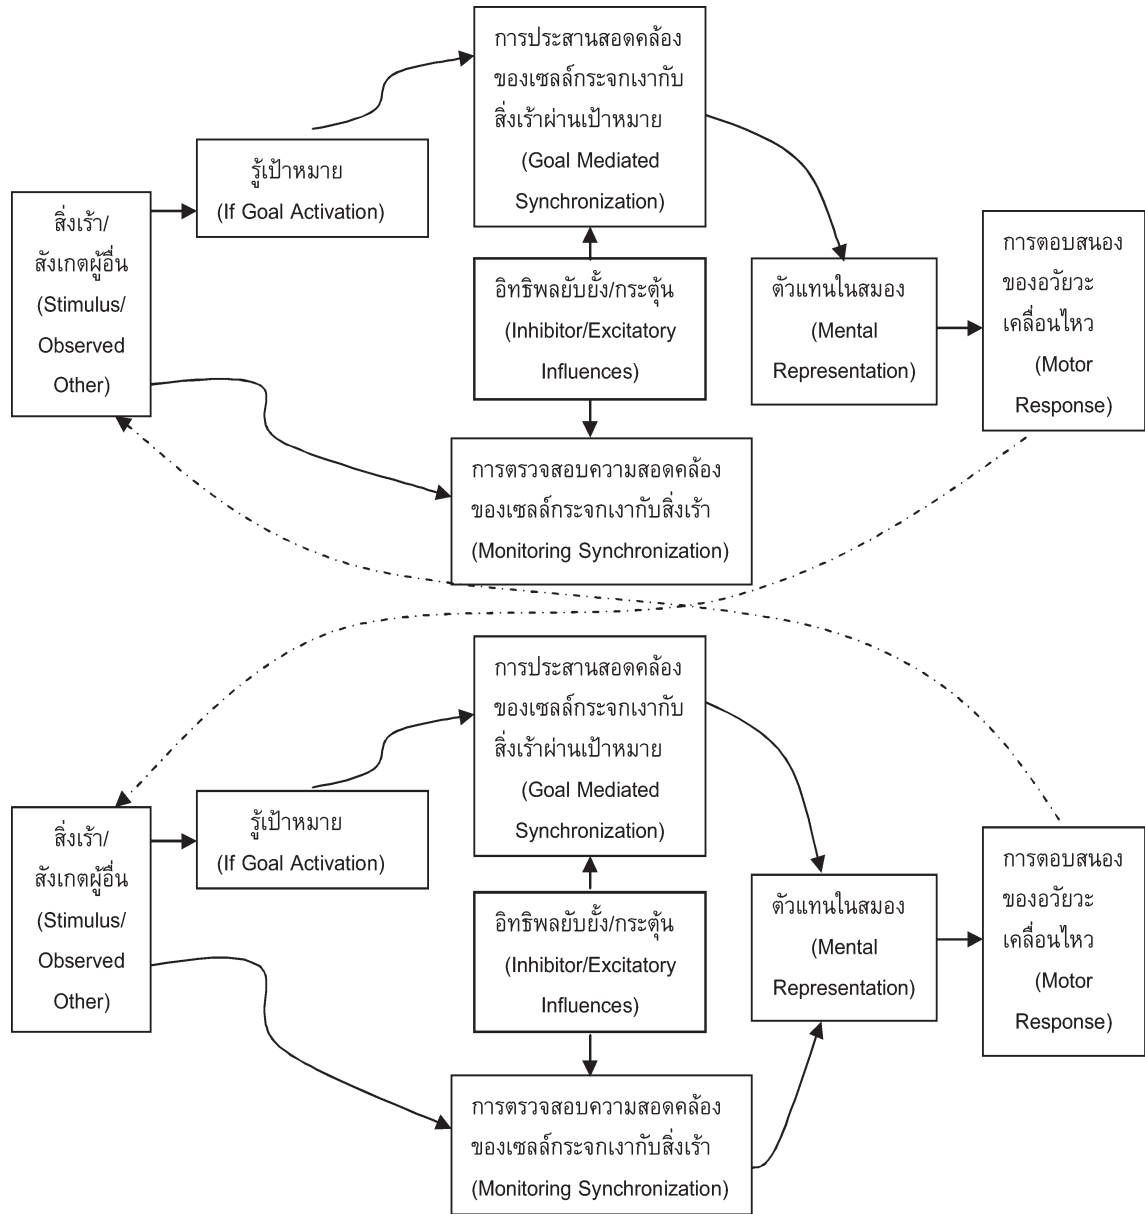 การประสานสอดคล้อง
ของเซลล์กระจกเงากับ
สิ่งเร้าผ่านเป้าหมาย
(Goal Mediated
Synchronization)
รู้เป้าหมาย
(If Goal Activation)
สิ่งเร้า/
สังเกตผู้อื่น
(Stimulus/
Observed
Other)
อิทธิพลยับยั้ง/กระตุ้น
(Inhibitor/Excitatory
Influences)
ตัวแทนในสมอง
(Mental
Representation)
การตอบสนอง
ของอวัยวะ
เคลื่อนไหว
(Motor
Response)
การตรวจสอบความสอดคล้อง
ของเซลล์กระจกเงากับสิ่งเร้า
(Monitoring Synchronization)
การประสานสอดคล้อง
ของเซลล์กระจกเงากับ
สิ่งเร้าผ่านเป้าหมาย
(Goal Mediated
Synchronization)
รู้เป้าหมาย
(If Goal Activation)
สิ่งเร้า/
สังเกตผู้อื่น
(Stimulus/
Observed
Other)
อิทธิพลยับยั้ง/กระตุ้น
(Inhibitor/Excitatory
Influences)
ตัวแทนในสมอง
(Mental
Representation)
การตอบสนอง
ของอวัยวะ
เคลื่อนไหว
(Motor
Response)
การตรวจสอบความสอดคล้อง
ของเซลล์กระจกเงากับสิ่งเร้า
(Monitoring Synchronization)